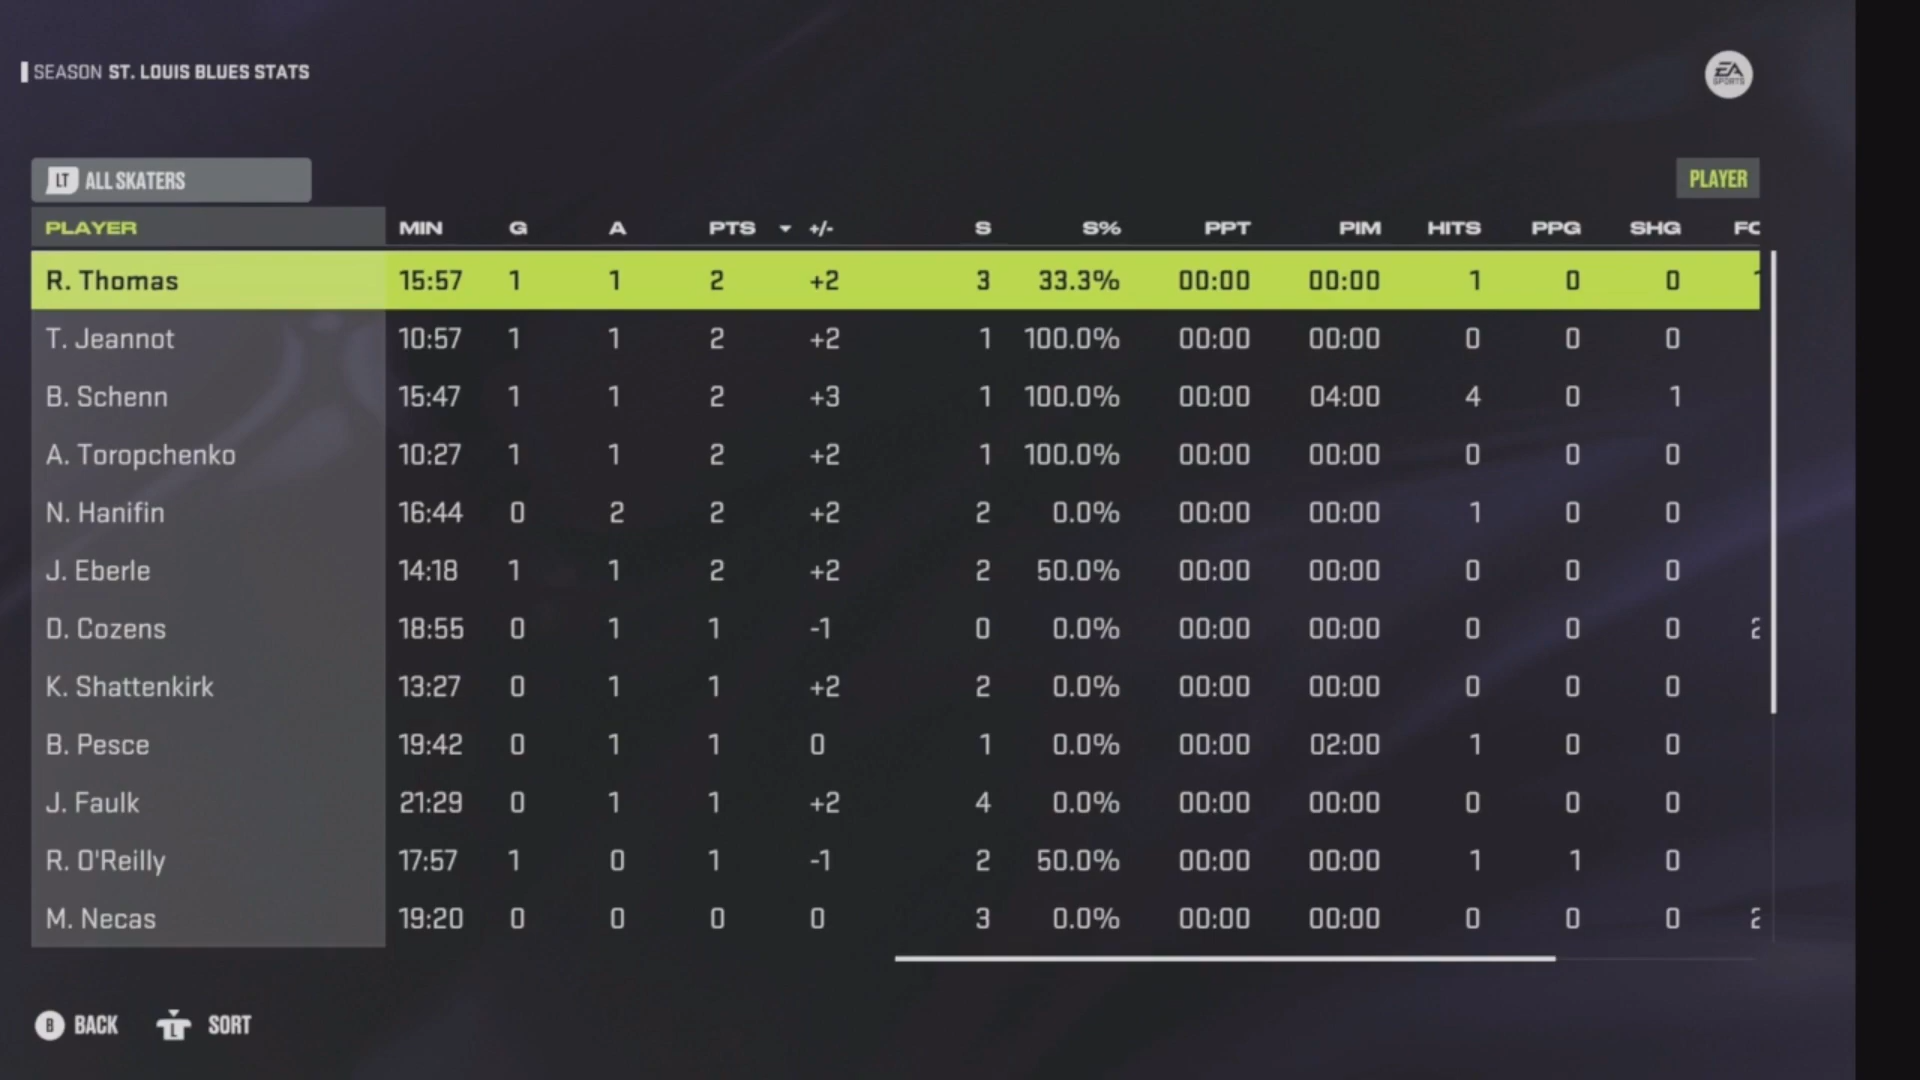 SEASON ST. LOUIS BLUES STATS
EA SPORTS
LT ALL SKATERS
PLAYER
PLAYER MIN G A PTS +/- S S% PPT PIM HITS PPG SHG
R. Thomas 15:57 1 1 2 +2 3 33.3% 00:00 00:00 1 0 0
T. Jeannot 10:57 1 1 2 +2 1 100.0% 00:00 00:00 0 0 0
B. Schenn 15:47 1 1 2 +3 1 100.0% 00:00 04:00 4 0 1
A. Toropchenko 10:27 1 1 2 +2 1 100.0% 00:00 00:00 0 0 0
N. Hanifin 16:44 0 2 2 +2 2 0.0% 00:00 00:00 1 0 0
J. Eberle 14:18 1 1 2 +2 2 50.0% 00:00 00:00 0 0 0
D. Cozens 18:55 0 1 1 -1 0 0.0% 00:00 00:00 0 0 0
K. Shattenkirk 13:27 0 1 1 +2 2 0.0% 00:00 00:00 0 0 0
B. Pesce 19:42 0 1 1 0 1 0.0% 00:00 02:00 1 0 0
J. Faulk 21:29 0 1 1 +2 4 0.0% 00:00 00:00 0 0 0
R. O'Reilly 17:57 1 0 1 -1 2 50.0% 00:00 00:00 1 1 0
M. Necas 19:20 0 0 0 0 3 0.0% 00:00 00:00 0 0 0
B BACK L SORT